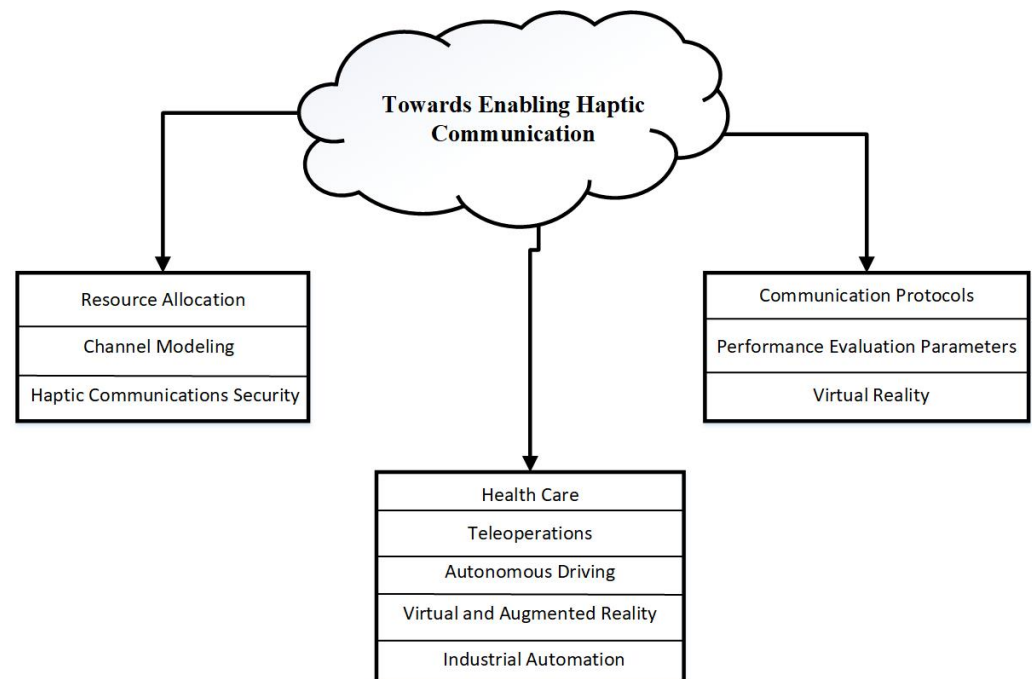 Towards Enabling Haptic
Communication
Resource Allocation
Channel Modeling
Haptic Communications Security
Communication Protocols
Performance Evaluation Parameters
Virtual Reality
Health Care
Teleoperations
Autonomous Driving
Virtual and Augmented Reality
Industrial Automation